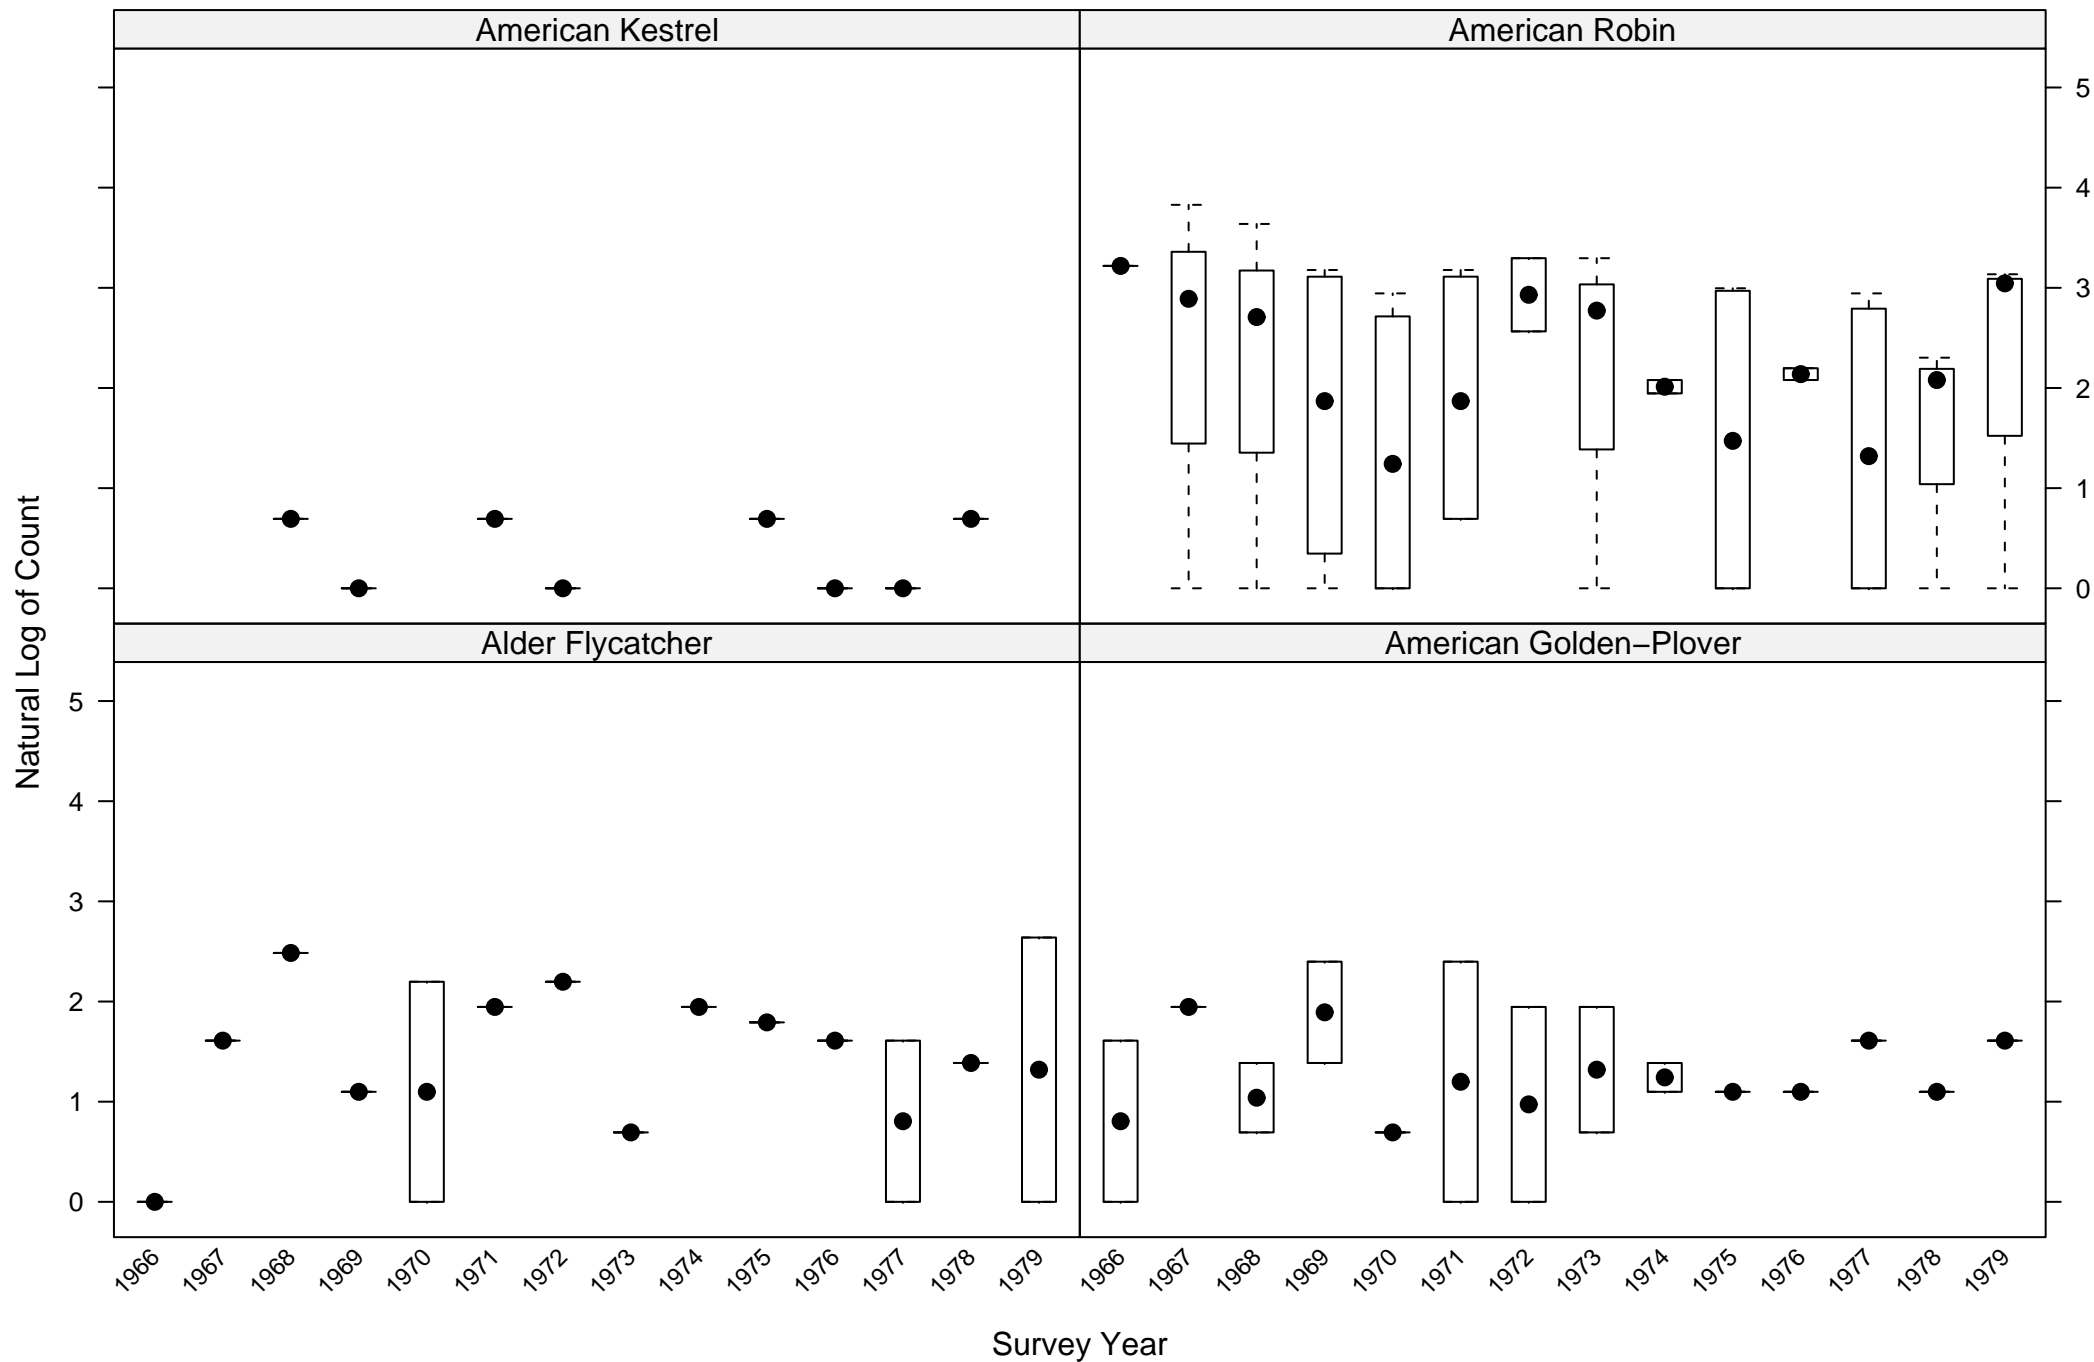 American Kestrel
American Robin
5
4
3
2
1
0
Natural Log of Count
Alder Flycatcher
American Golden−Plover
5
4
3
2
1
0
1966 1967 1968 1969 1970 1971 1972 1973 1974 1975 1976 1977 1978 1979
1966 1967 1968 1969 1970 1971 1972 1973 1974 1975 1976 1977 1978 1979
Survey Year